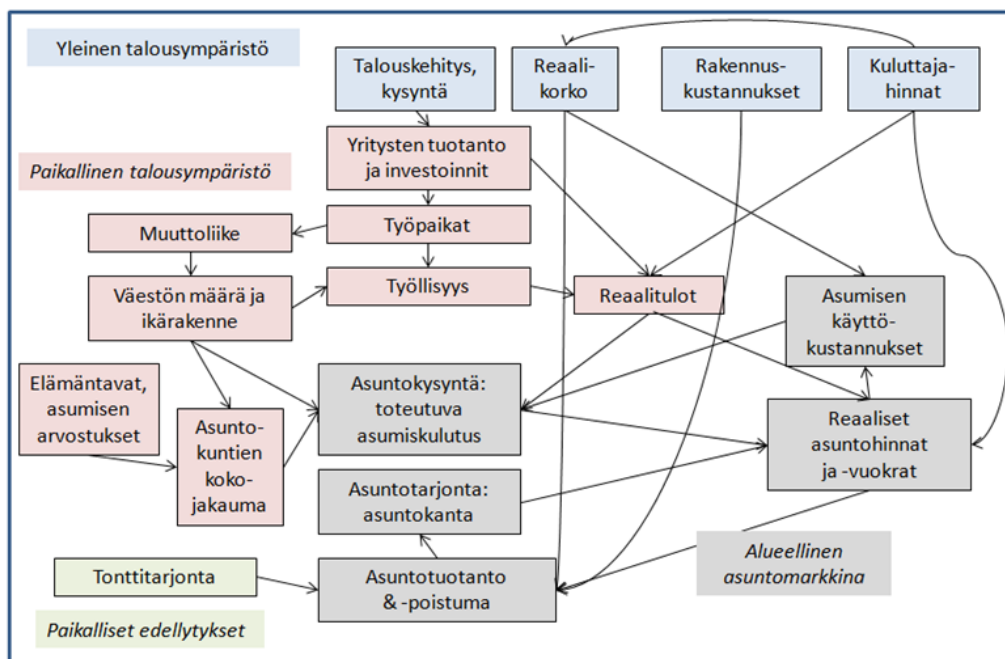 Yleinen talousympäristö
Talouskehitys,
kysyntä
Reaali-
korko
Rakennus-
kustannukset
Kuluttaja-
hinnat
Yritysten tuotanto
ja investoinnit
Paikallinen talousympäristö
Työpaikat
Muuttoliike
Väestön määrä ja
ikärakenne
Työllisyys
Reaalitulot
Asumisen
käyttö-
kustannukset
Elämäntavat,
asumisen
arvostukset
Asunto-
kuntien
koko-
jakauma
Asuntokysyntä:
toteutuva
asumiskulutus
Reaaliset
asuntohinnat
ja -vuokrat
Asuntotarjonta:
asuntokanta
Alueellinen
asuntomarkkina
Tonttitarjonta
Asuntotuotanto
& -poistuma
Paikalliset edellytykset